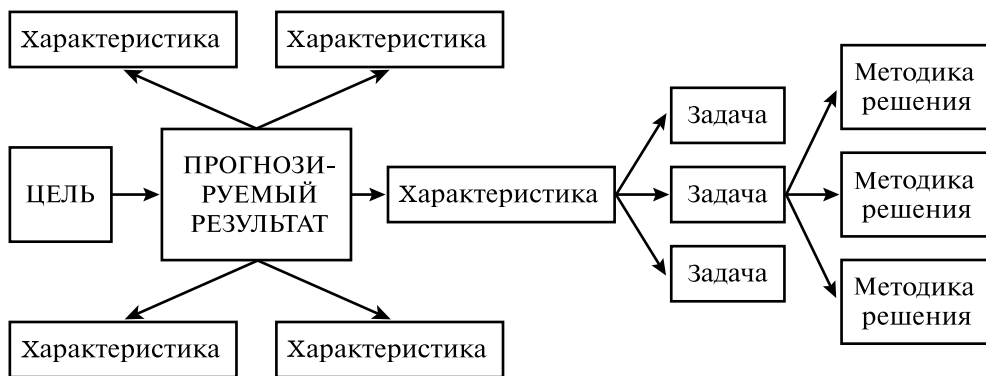 Характеристика
Характеристика
ЦЕЛЬ
ПРОГНОЗИ-
РУЕМЫЙ
РЕЗУЛЬТАТ
Характеристика
Характеристика
Характеристика
Задача
Задача
Задача
Методика
решения
Методика
решения
Методика
решения